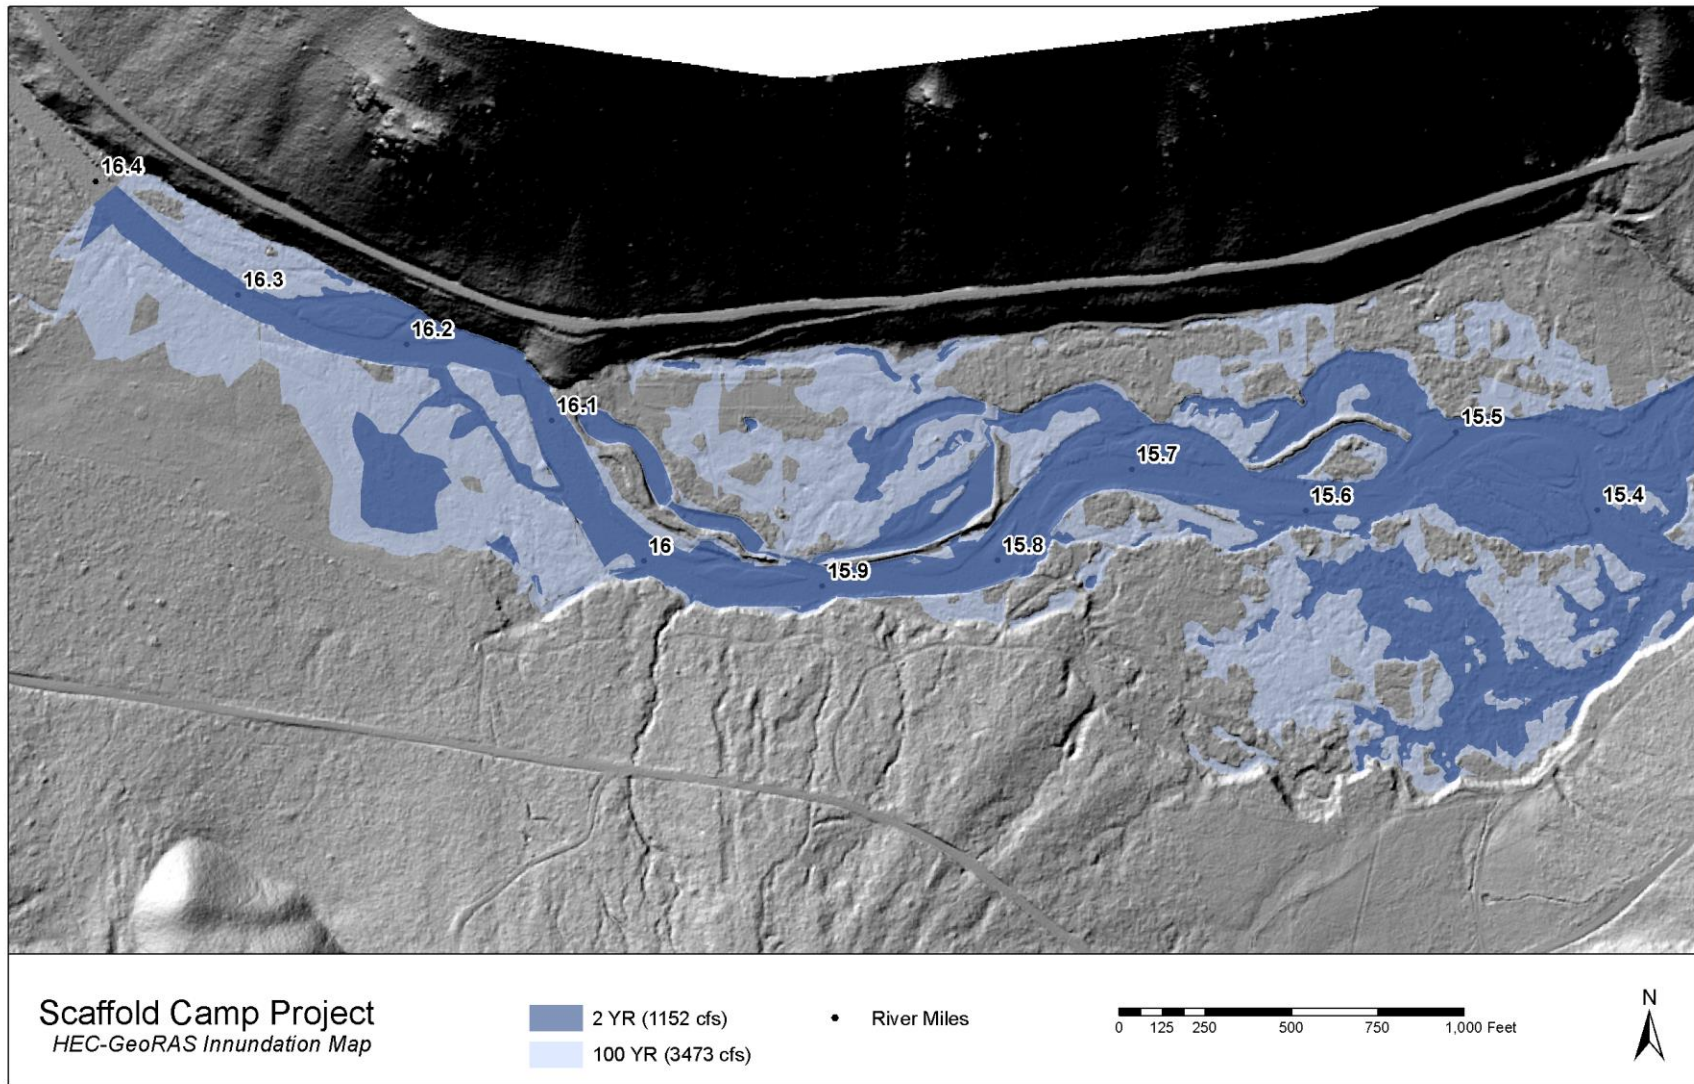 16.4
16.3
16.2
16.1
16
15.9
15.8
15.7
15.6
15.5
15.4
Scaffold Camp Project
HEC-GeoRAS Innundation Map
2 YR (1152 cfs)
100 YR (3473 cfs)
River Miles
0 125 250 500 750 1,000 Feet
N